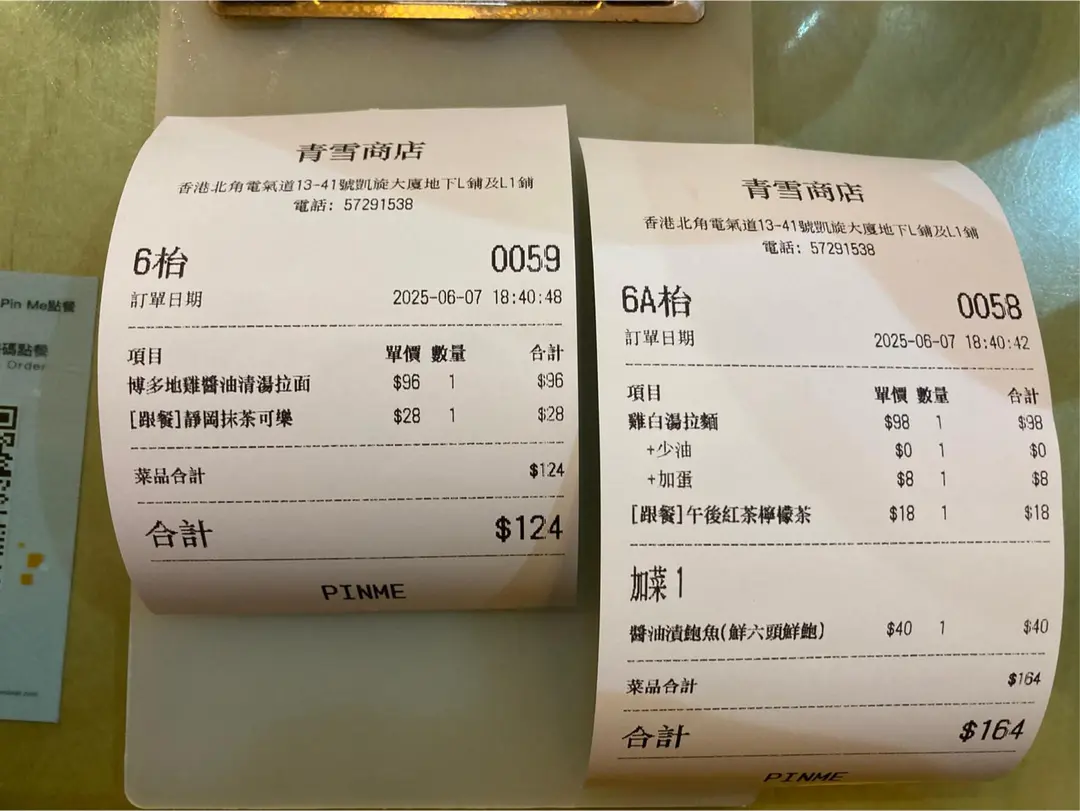 青雪商店
香港北角電氣道13-41號凱旋大廈地下L鋪及L1鋪
電話: 57291538
6枱 0059
訂單日期 2025-06-07 18:40:48
項目 單價 數量 合計
博多地雞醬油清湯拉面 $96 1 $96
[跟餐]靜岡抹茶可樂 $28 1 $28
菜品合計 $124
合計 $124
PINME
青雪商店
香港北角電氣道13-41號凱旋大廈地下L鋪及L1鋪
電話: 57291538
6A枱 0058
訂單日期 2025-06-07 18:40:42
項目 單價 數量 合計
雞白湯拉麵 $98 1 $98
+少油 $0 1 $0
+加蛋 $8 1 $8
[跟餐]午後紅茶檸檬茶 $18 1 $18
加菜 1
醬油漬鮑魚(鮮六頭鮮鮑) $40 1 $40
菜品合計 $164
合計 $164
PINME
Pin Me點餐
碼點餐
Order